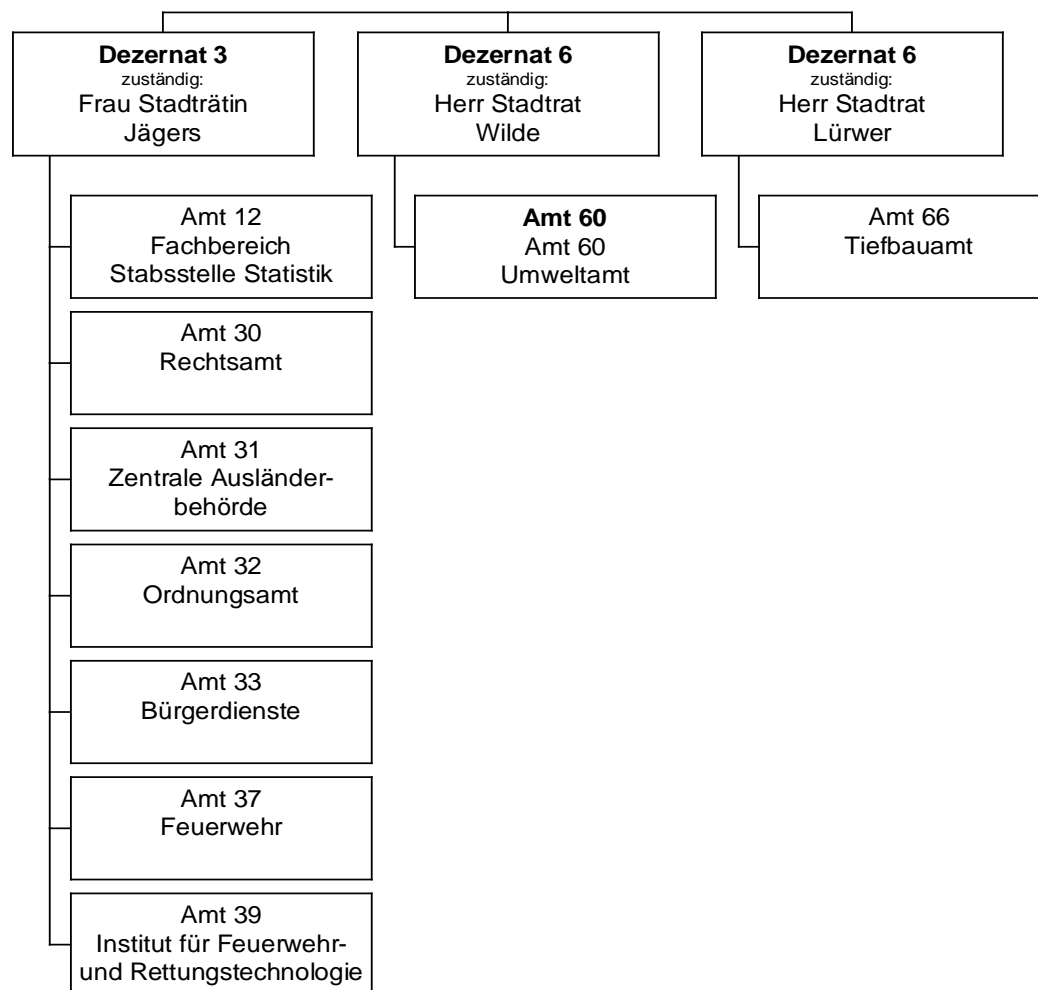 Dezernat 3
zuständig:
Frau Stadträtin
Jägers
Dezernat 6
zuständig:
Herr Stadtrat
Wilde
Dezernat 6
zuständig:
Herr Stadtrat
Lürwer
Amt 12
Fachbereich
Stabsstelle Statistik
Amt 30
Rechtsamt
Amt 31
Zentrale Ausländer-
behörde
Amt 32
Ordnungsamt
Amt 33
Bürgerdienste
Amt 37
Feuerwehr
Amt 39
Institut für Feuerwehr-
und Rettungstechnologie
Amt 60
Amt 60
Umweltamt
Amt 66
Tiefbauamt